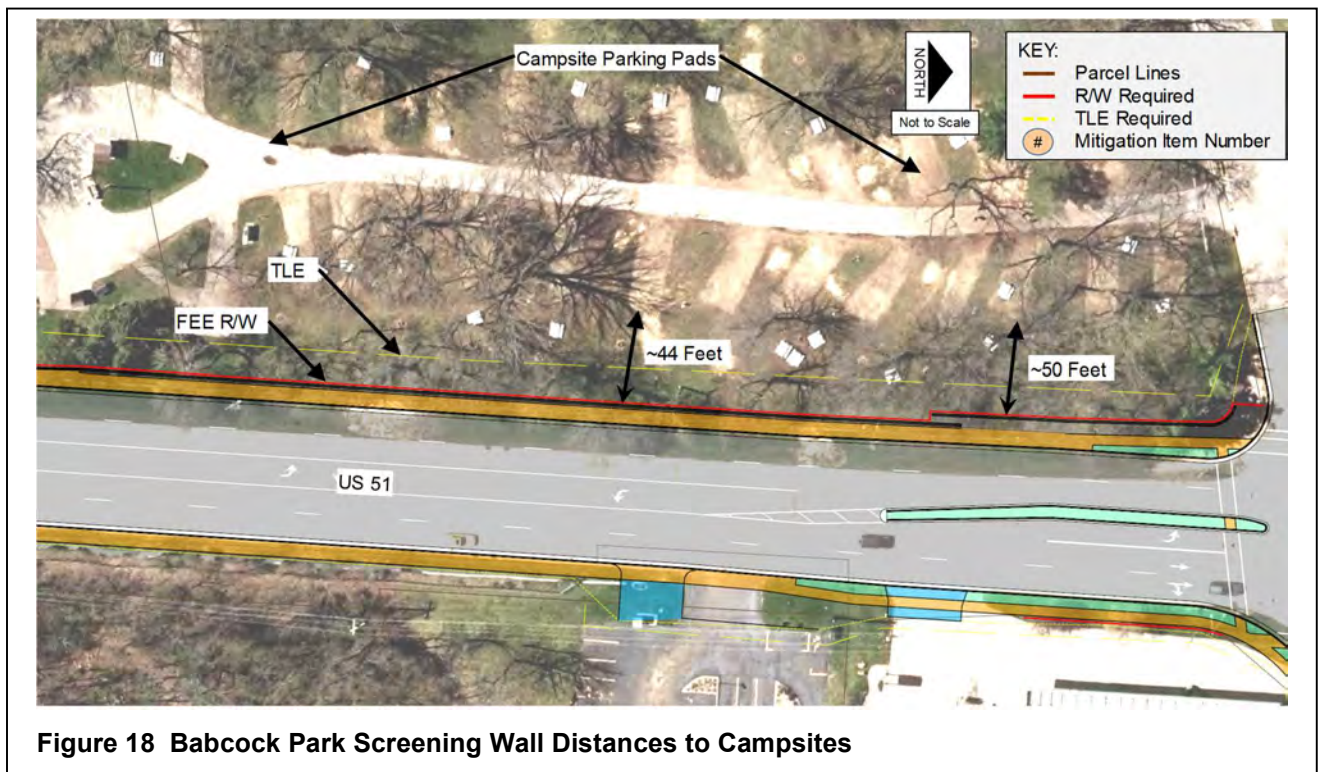 Campsite Parking Pads
NORTH
Not to Scale
KEY:
Parcel Lines
R/W Required
TLE Required
# Mitigation Item Number
TLE
FEE R/W
~44 Feet
~50 Feet
US 51
Figure 18 Babcock Park Screening Wall Distances to Campsites